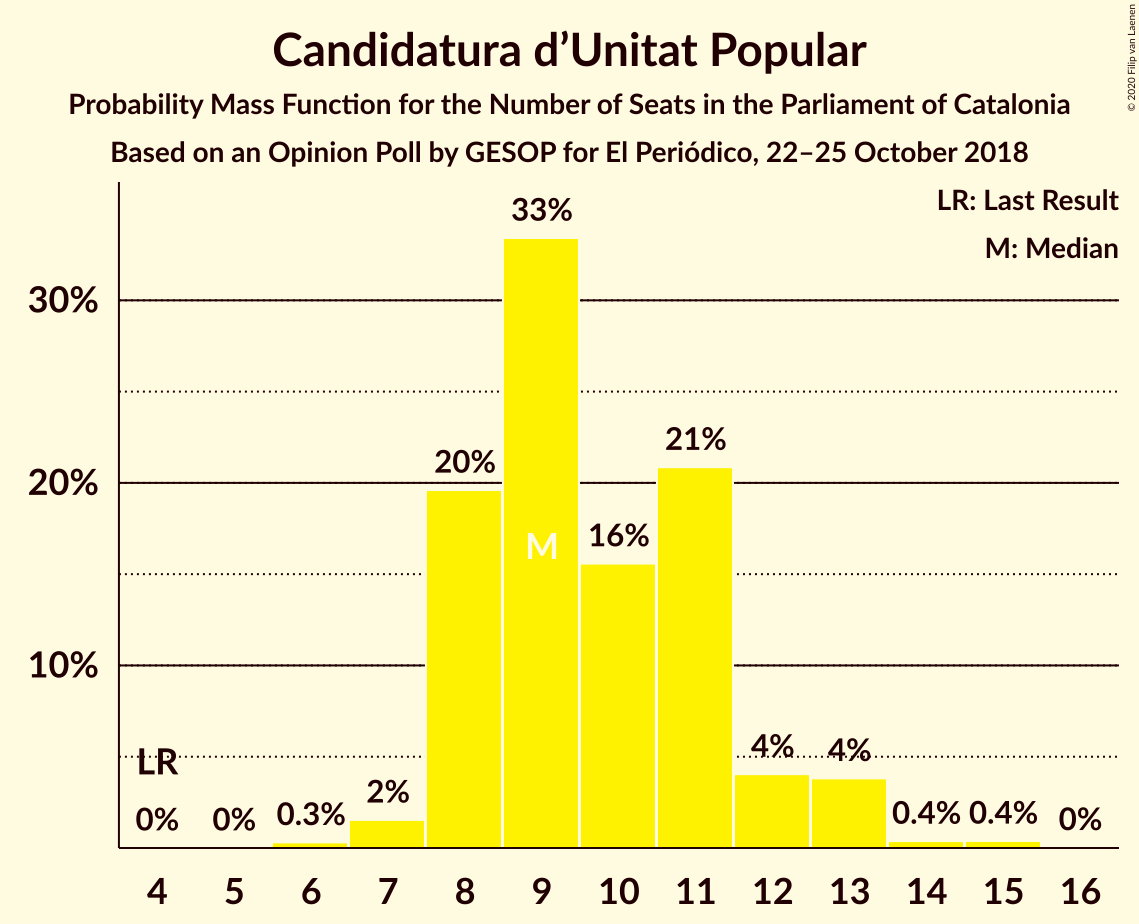 Candidatura d’Unitat Popular
Probability Mass Function for the Number of Seats in the Parliament of Catalonia
Based on an Opinion Poll by GESOP for El Periódico, 22–25 October 2018
© 2020 Filip van Laenen
LR: Last Result
M: Median
30%
20%
10%
LR
0%
0%
0.3%
2%
20%
33%
M
16%
21%
4%
4%
0.4%
0.4%
0%
4 5 6 7 8 9 10 11 12 13 14 15 16